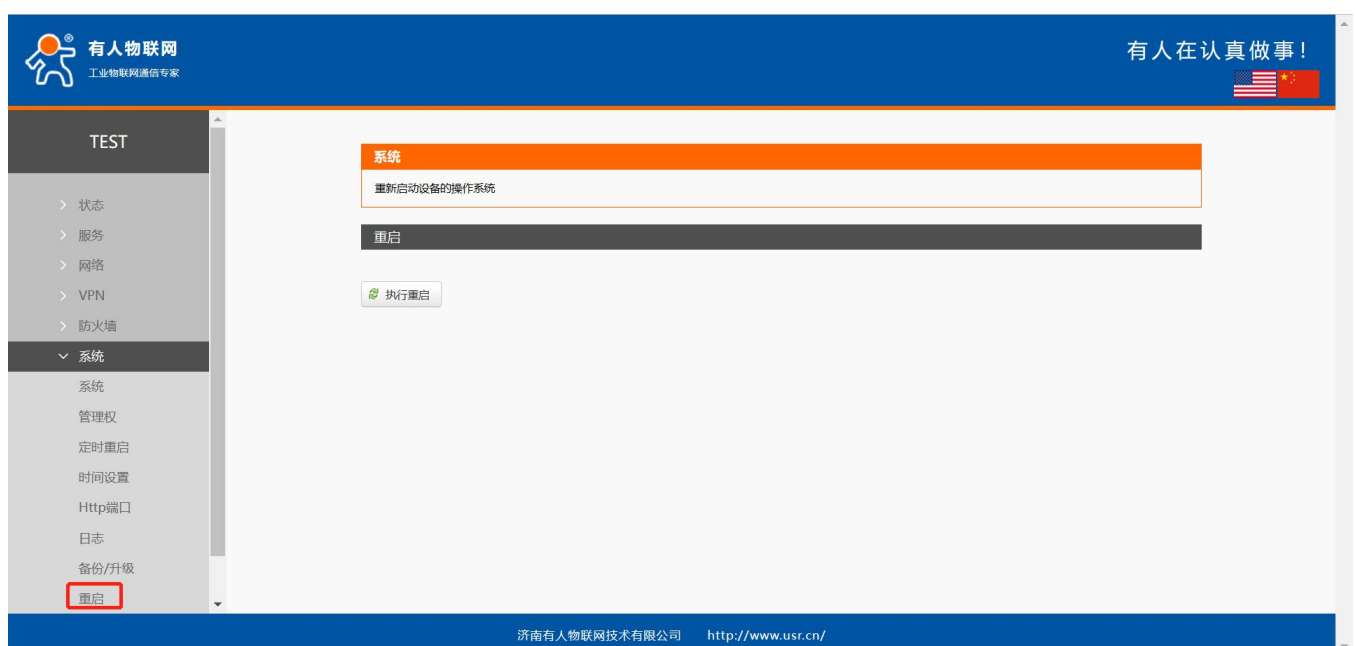 有人物联网
工业物联网通信专家
有人在认真做事!
TEST
状态
服务
网络
VPN
防火墙
系统
系统
管理权
定时重启
时间设置
Http端口
日志
备份/升级
重启
系统
重新启动设备的操作系统
重启
执行重启
济南有人物联网技术有限公司 http://www.usr.cn/